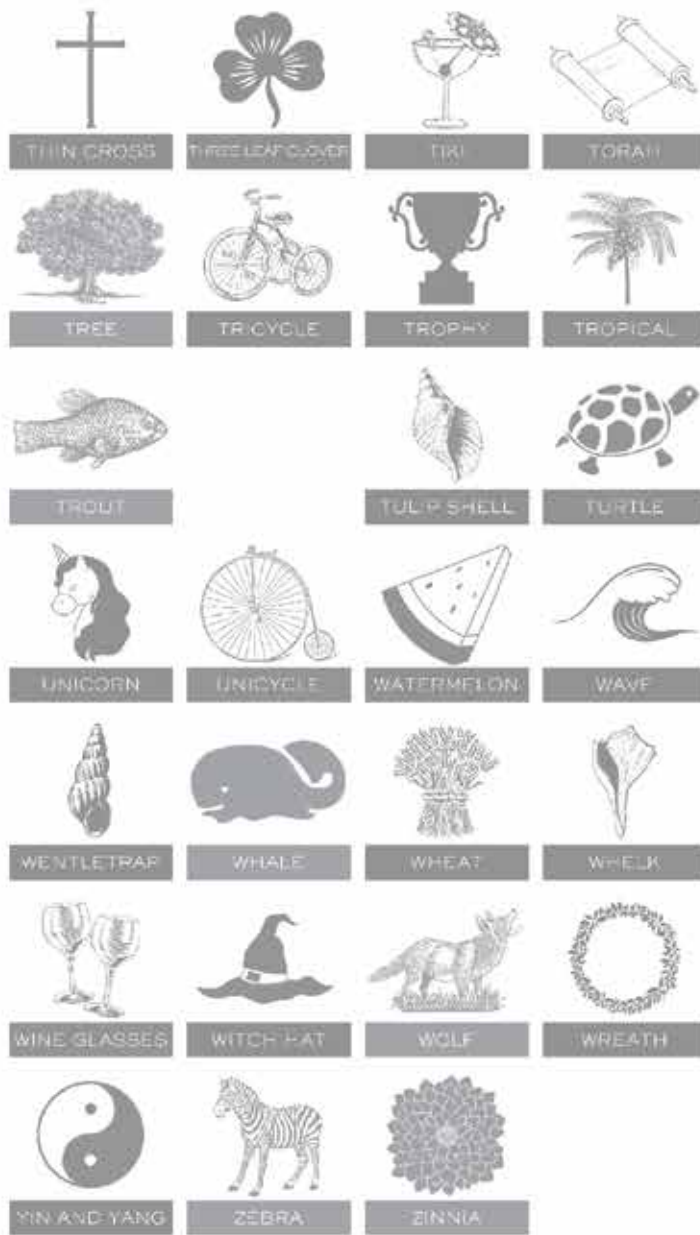 THIN CROSS
THREE LEAF CLOVER
TIKI
TORAH
TREE
TRICYCLE
TROPHY
TROPICAL
TROUT
TULIP SHELL
TURTLE
UNICORN
UNICYCLE
WATERMELON
WAVE
WENTLETRAP
WHALE
WHEAT
WHELK
WINE GLASSES
WITCH HAT
WOLF
WREATH
YIN AND YANG
ZEBRA
ZINNIA